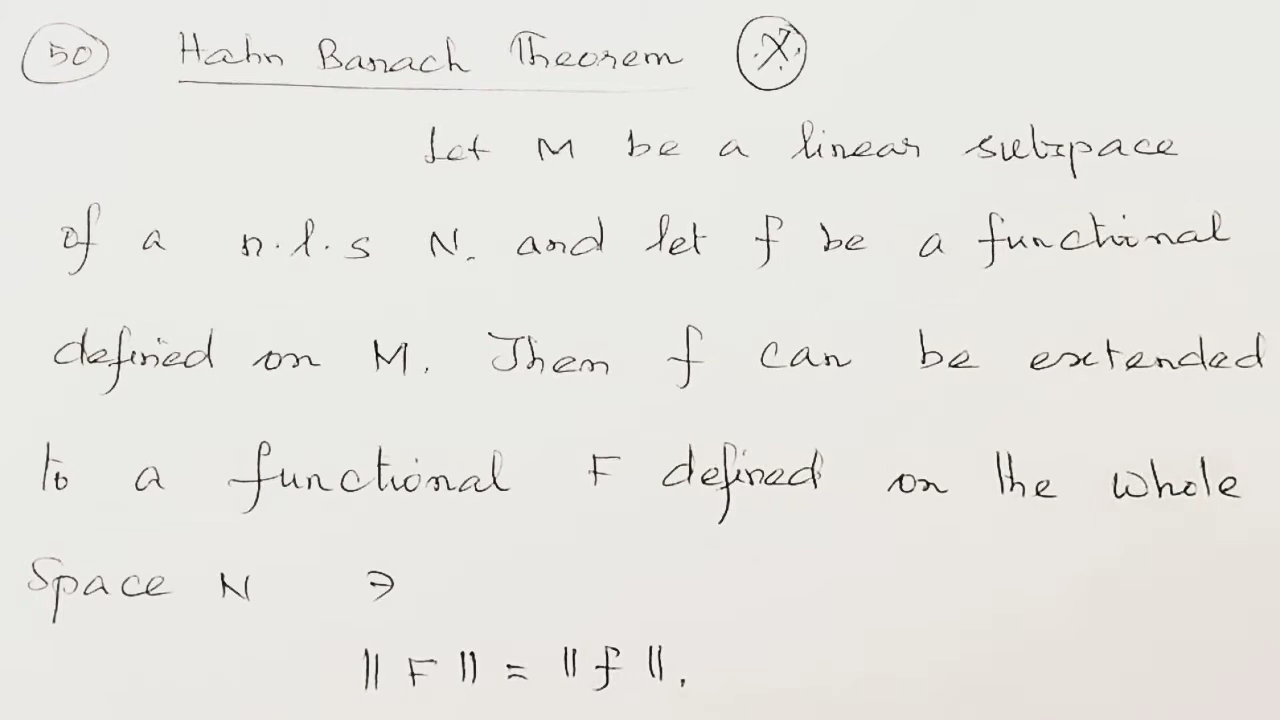 50 Hahn Banach Theorem
Let M be a linear subspace
of a n.l.s N. and let f be a functional
defined on M. Then f can be extended
to a functional F defined on the whole
Space N ∋
|| F || = || f ||.